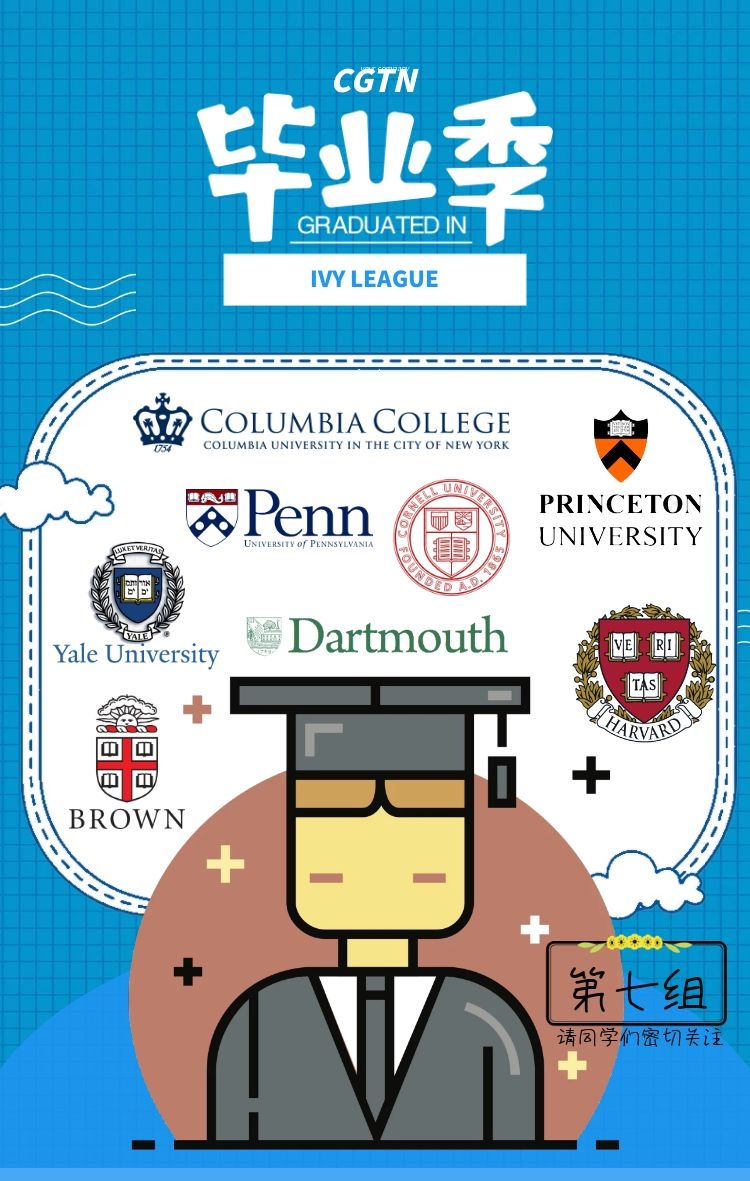 CGTN
毕业季
GRADUATED IN
IVY LEAGUE
COLUMBIA COLLEGE
COLUMBIA UNIVERSITY IN THE CITY OF NEW YORK
1754
Penn
UNIVERSITY of PENNSYLVANIA
CORNELL UNIVERSITY
FOUNDED A.D. 1865
PRINCETON
UNIVERSITY
LUX ET VERITAS
YALE
Yale University
Dartmouth
VE RI
TAS
HARVARD
BROWN
第七组
请同学们密切关注